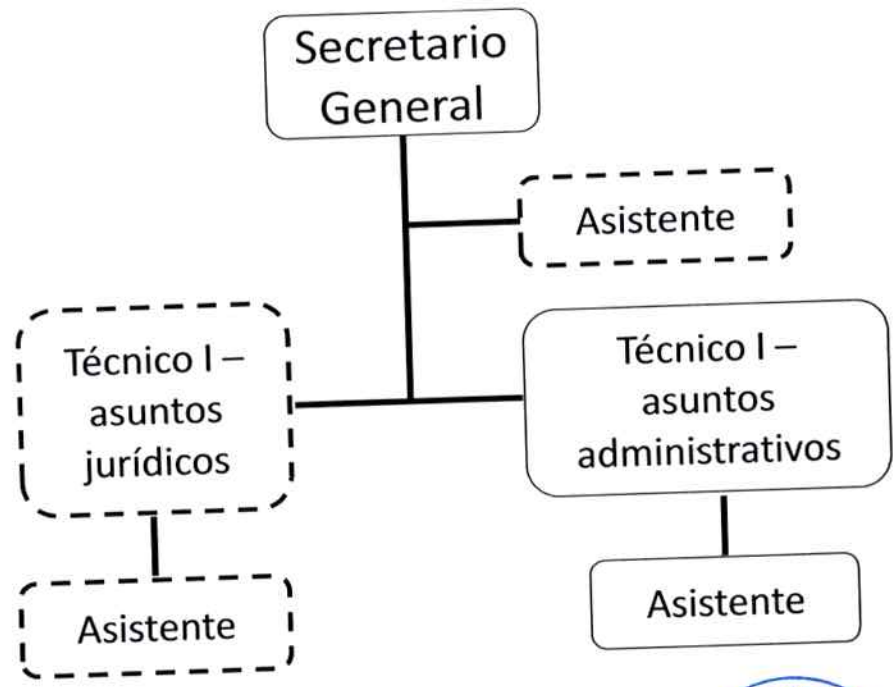 Secretario
General
Asistente
Técnico I –
asuntos
jurídicos
Técnico I –
asuntos
administrativos
Asistente
Asistente